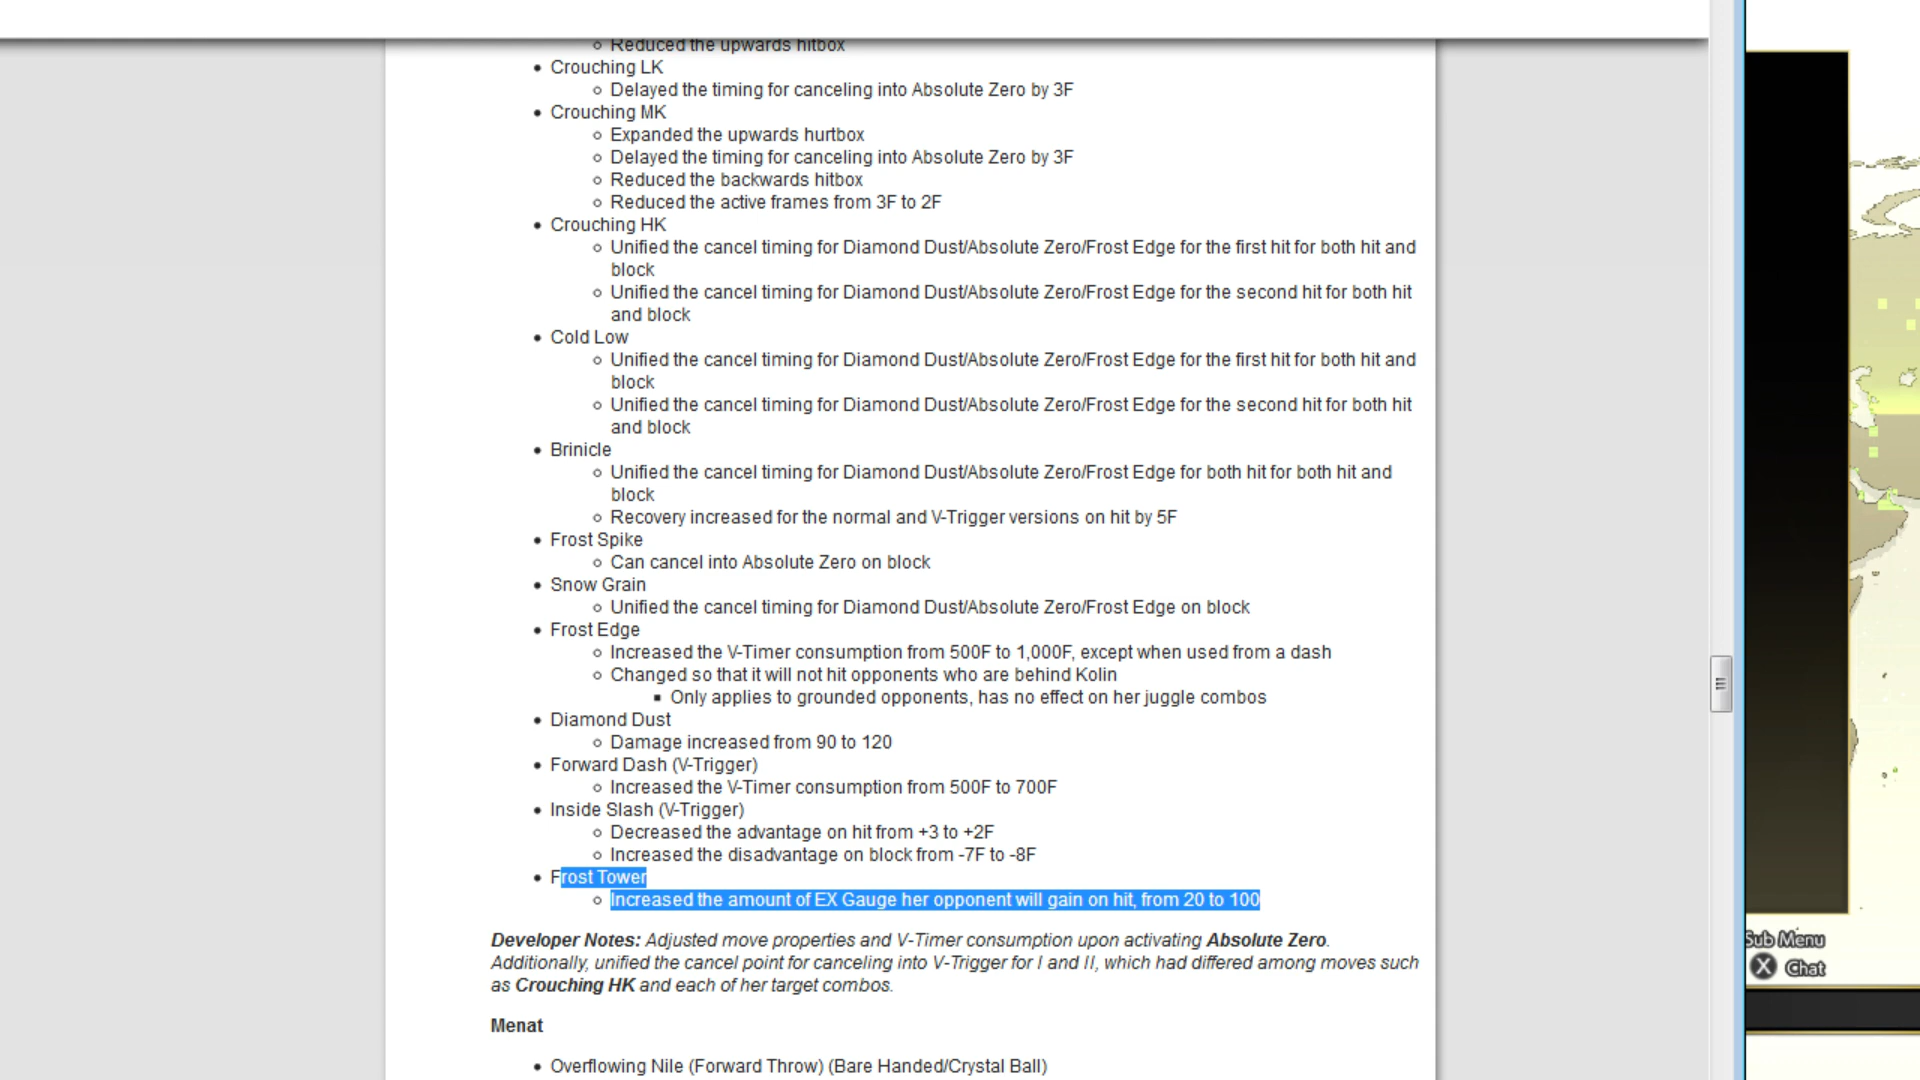 Reduced the upwards hitbox
Crouching LK
Delayed the timing for canceling into Absolute Zero by 3F
Crouching MK
Expanded the upwards hurtbox
Delayed the timing for canceling into Absolute Zero by 3F
Reduced the backwards hitbox
Reduced the active frames from 3F to 2F
Crouching HK
Unified the cancel timing for Diamond Dust/Absolute Zero/Frost Edge for the first hit for both hit and
block
Unified the cancel timing for Diamond Dust/Absolute Zero/Frost Edge for the second hit for both hit
and block
Cold Low
Unified the cancel timing for Diamond Dust/Absolute Zero/Frost Edge for the first hit for both hit and
block
Unified the cancel timing for Diamond Dust/Absolute Zero/Frost Edge for the second hit for both hit
and block
Brinicle
Unified the cancel timing for Diamond Dust/Absolute Zero/Frost Edge for both hit for both hit and
block
Recovery increased for the normal and V-Trigger versions on hit by 5F
Frost Spike
Can cancel into Absolute Zero on block
Snow Grain
Unified the cancel timing for Diamond Dust/Absolute Zero/Frost Edge on block
Frost Edge
Increased the V-Timer consumption from 500F to 1,000F, except when used from a dash
Changed so that it will not hit opponents who are behind Kolin
Only applies to grounded opponents, has no effect on her juggle combos
Diamond Dust
Damage increased from 90 to 120
Forward Dash (V-Trigger)
Increased the V-Timer consumption from 500F to 700F
Inside Slash (V-Trigger)
Decreased the advantage on hit from +3 to +2F
Increased the disadvantage on block from -7F to -8F
Frost Tower
Increased the amount of EX Gauge her opponent will gain on hit, from 20 to 100
Developer Notes: Adjusted move properties and V-Timer consumption upon activating Absolute Zero.
Additionally, unified the cancel point for canceling into V-Trigger for I and II, which had differed among moves such
as Crouching HK and each of her target combos.
Menat
Overflowing Nile (Forward Throw) (Bare Handed/Crystal Ball)
Sub Menu
X Chat